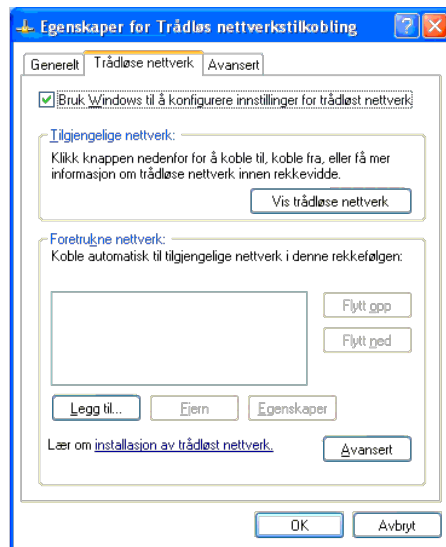 Egenskaper for Trådløs nettverkstilkobling
Generelt Trådløse nettverk Avansert
Bruk Windows til å konfigurere innstillinger for trådløst nettverk
Tilgjengelige nettverk:
Klikk knappen nedenfor for å koble til, koble fra, eller få mer
informasjon om trådløse nettverk innen rekkevidde.
Vis trådløse nettverk
Foretrukne nettverk:
Koble automatisk til tilgjengelige nettverk i denne rekkefølgen:
Flytt opp
Flytt ned
Legg til... Fjern Egenskaper
Lær om installasjon av trådløst nettverk.
Avansert
OK Avbryt